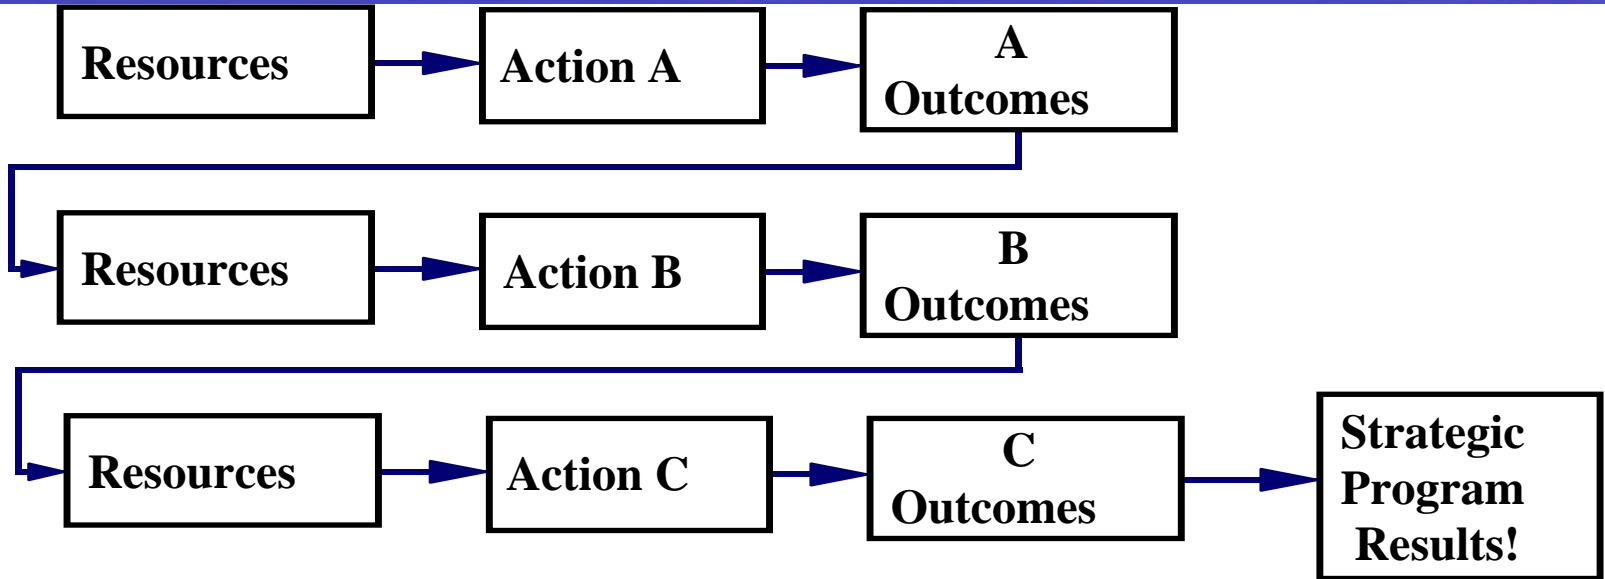 Resources
Action A
A
Outcomes
Resources
Action B
B
Outcomes
Resources
Action C
C
Outcomes
Strategic
Program
Results!